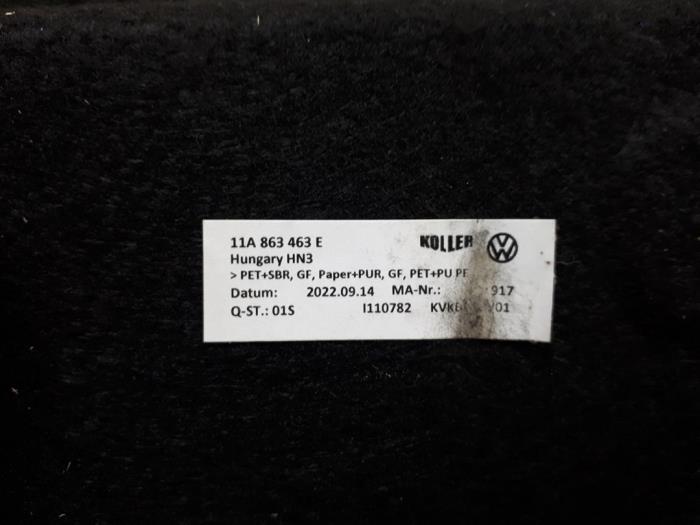 11A 863 463 E KOLLER
Hungary HN3
> PET+SBR, GF, Paper+PUR, GF, PET+PU PE
Datum: 2022.09.14 MA-Nr.: 917
Q-ST.: 01S I110782